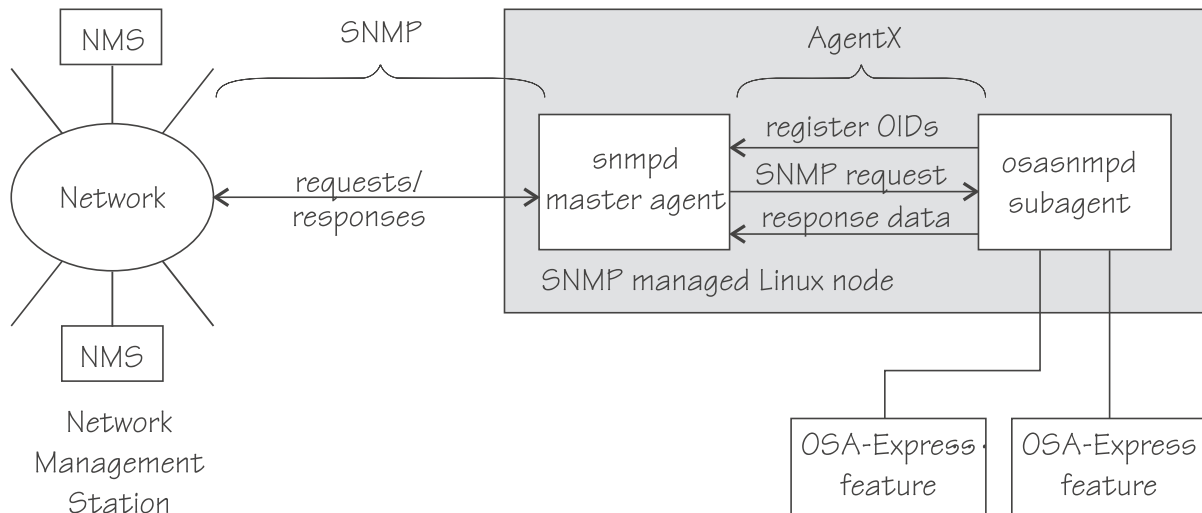 NMS
SNMP
AgentX
register OIDs
snmpd
master agent
osasnmpd
subagent
Network
requests/
responses
SNMP request
response data
SNMP managed Linux node
NMS
Network
Management
Station
OSA-Express
feature
OSA-Express
feature